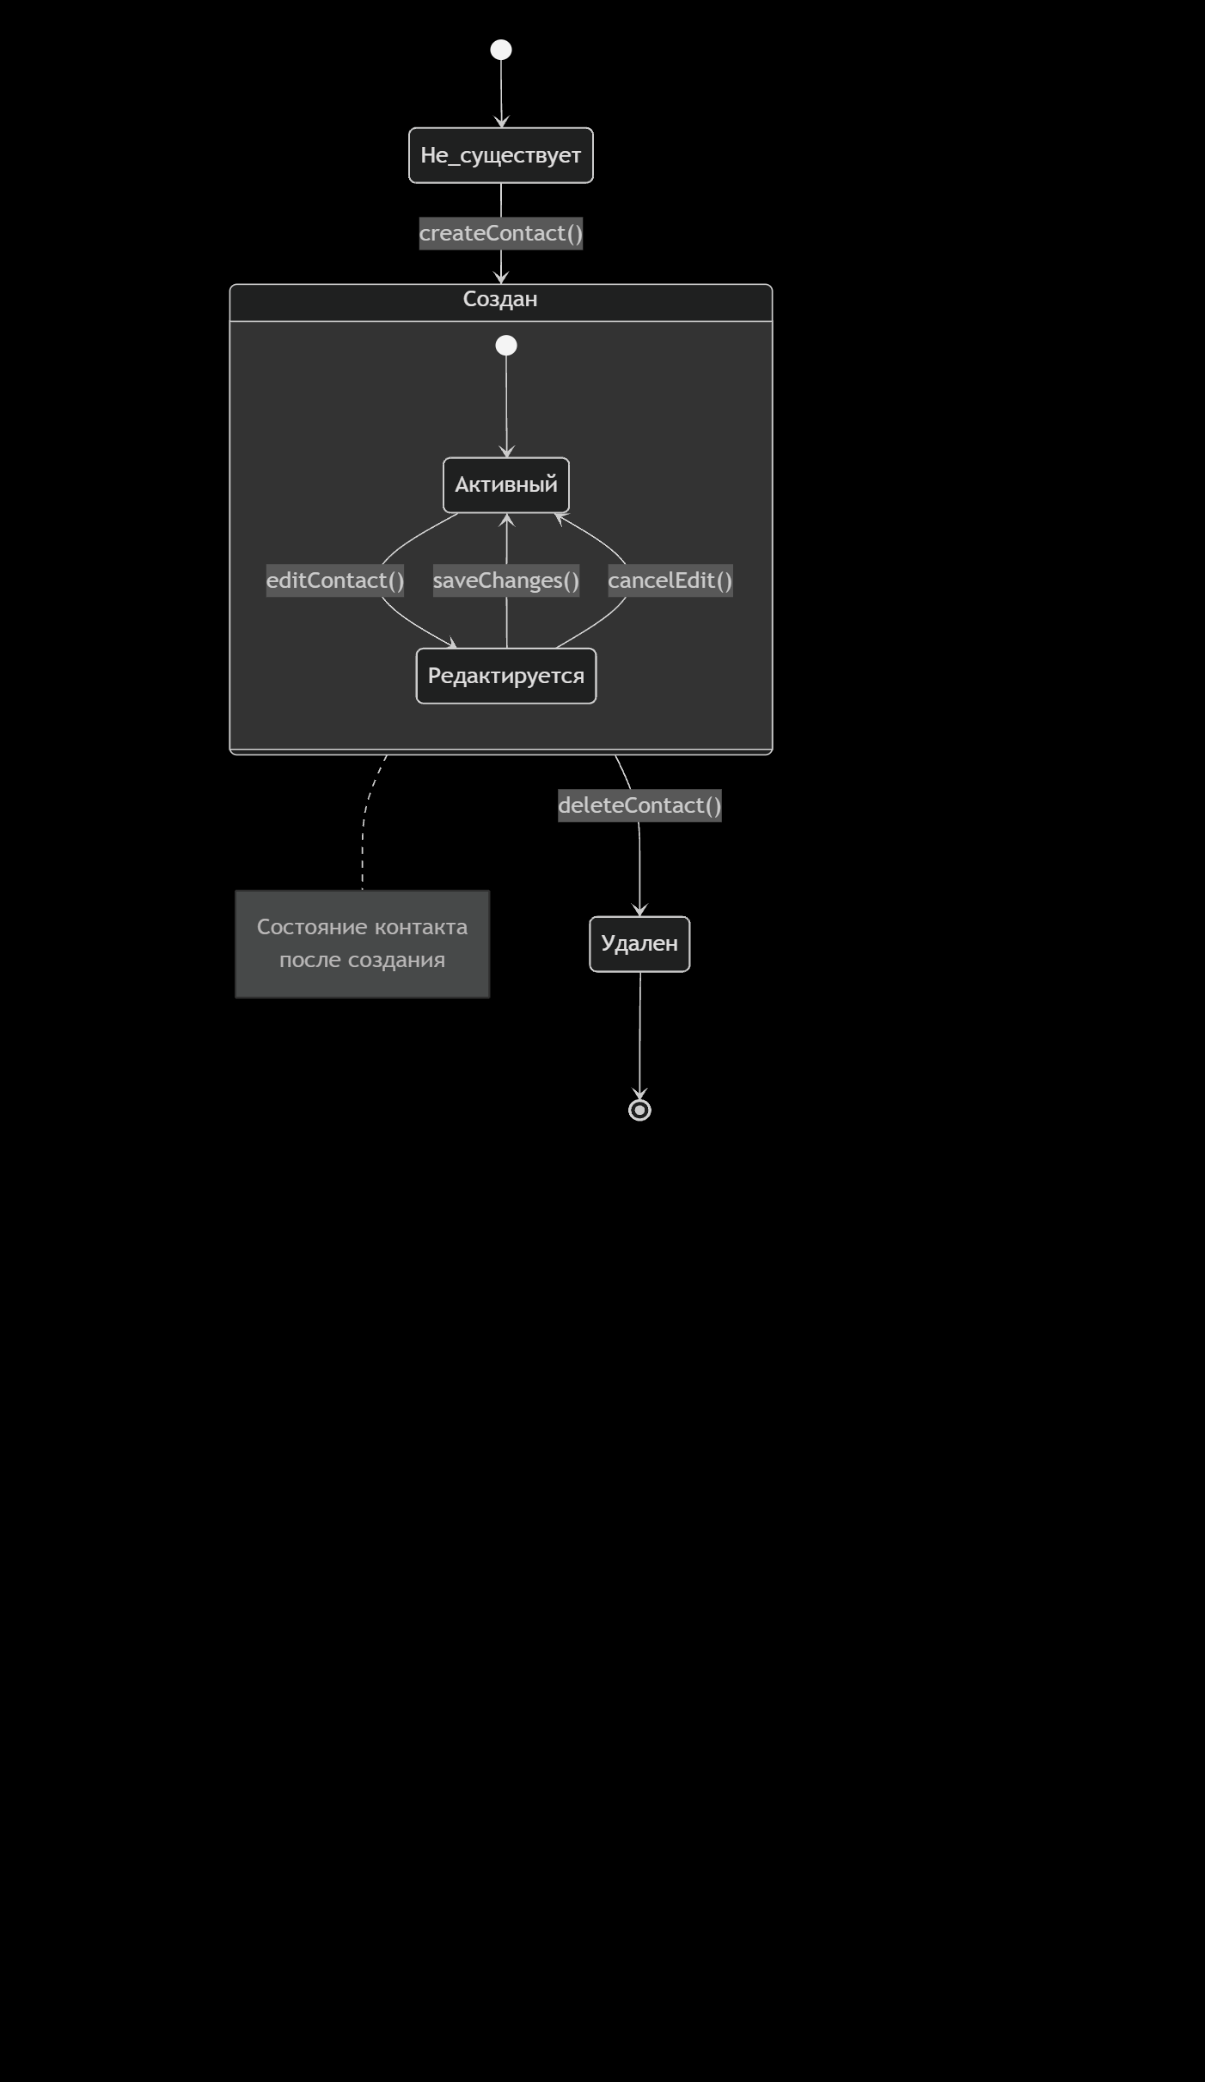 Не_существует
createContact()
Создан
Активный
editContact()
saveChanges()
cancelEdit()
Редактируется
deleteContact()
Состояние контакта
после создания
Удален